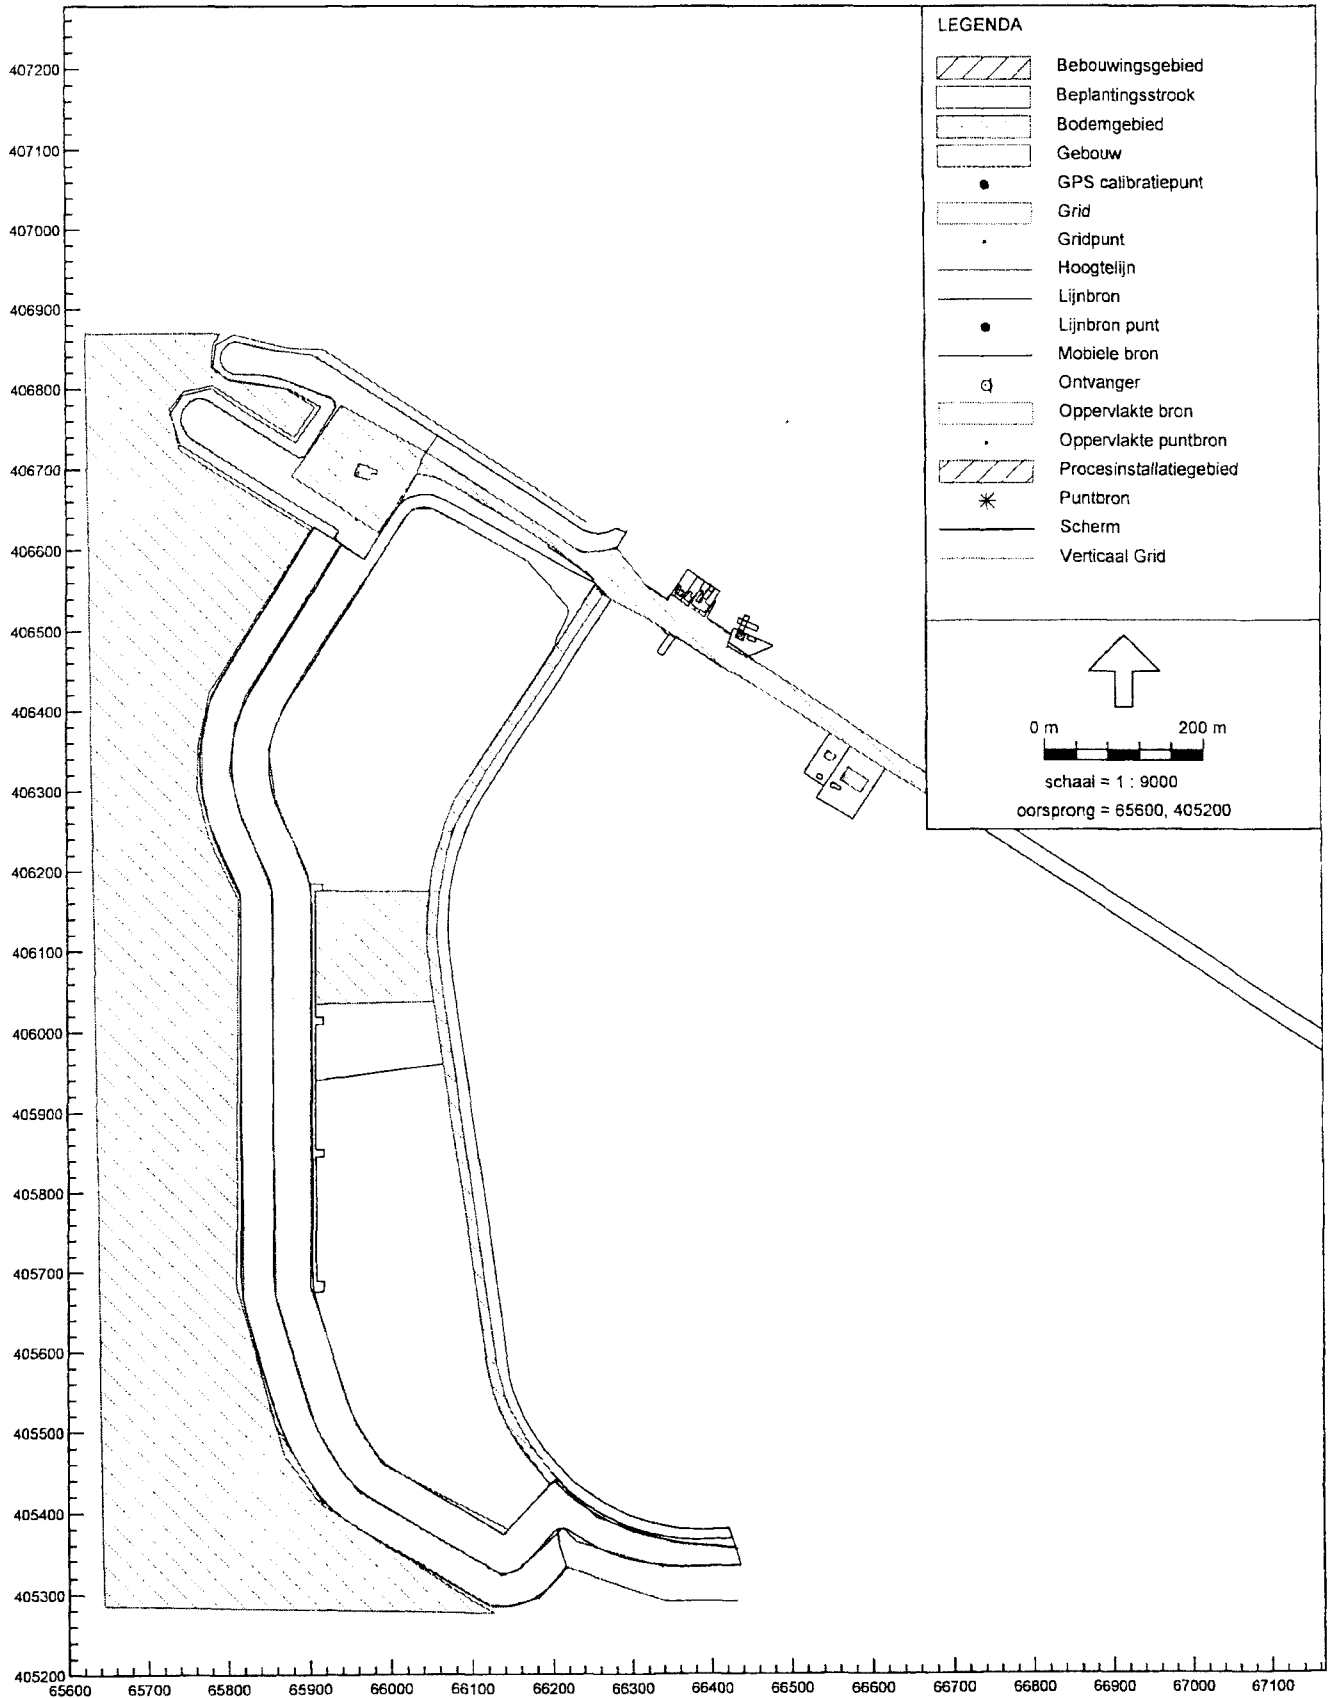 LEGENDA
Bebouwingsgebied
Beplantingsstrook
Bodemgebied
Gebouw
GPS calibratiepunt
Grid
Gridpunt
Hoogtelijn
Lijnbron
Lijnbron punt
Mobiele bron
Ontvanger
Oppervlakte bron
Oppervlakte puntbron
Procesinstallatiegebied
Puntbron
Scherm
Verticaal Grid
0 m 200 m
schaal = 1 : 9000
oorsprong = 65600, 405200
407200
407100
407000
406900
406800
406700
406600
406500
406400
406300
406200
406100
406000
405900
405800
405700
405600
405500
405400
405300
405200
65600 65700 65800 65900 66000 66100 66200 66300 66400 66500 66600 66700 66800 66900 67000 67100